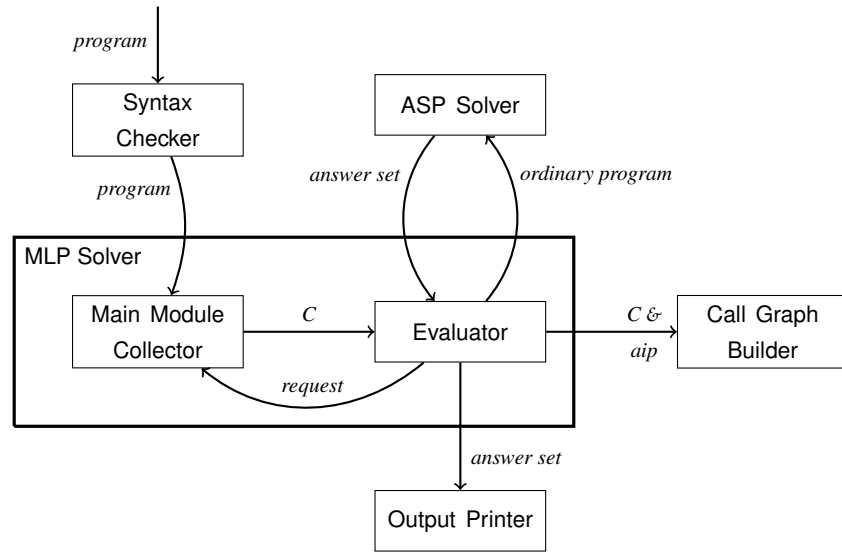 program
Syntax
Checker
ASP Solver
program
answer set
ordinary program
MLP Solver
Main Module
Collector
C
Evaluator
C &
aip
Call Graph
Builder
request
answer set
Output Printer